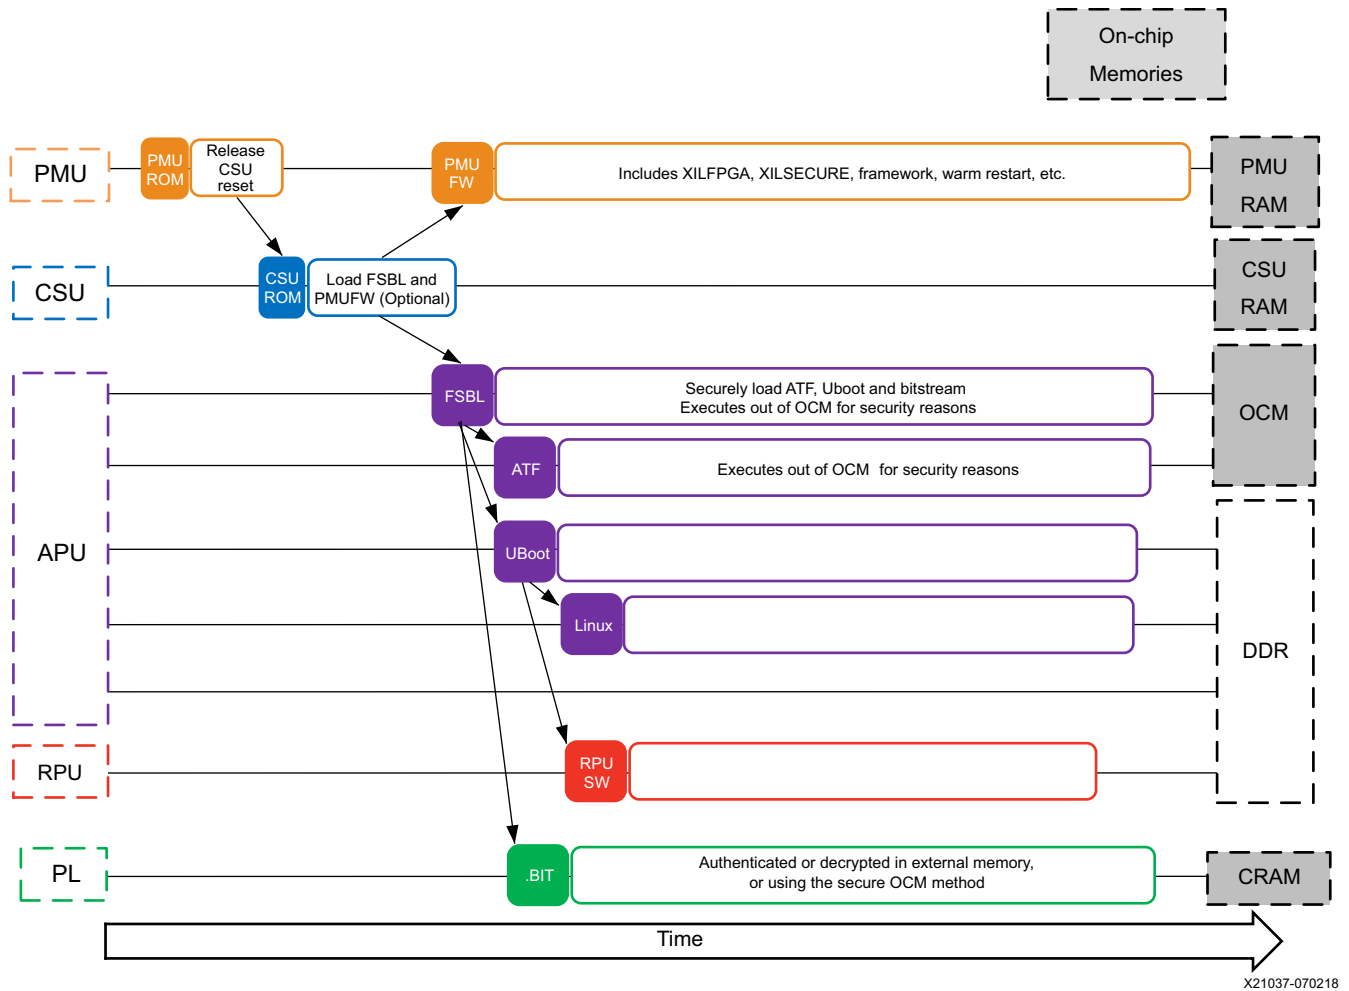 On-chip
Memories
PMU
PMU
ROM
Release
CSU
reset
PMU
FW
Includes XILFPGA, XILSECURE, framework, warm restart, etc.
PMU
RAM
CSU
CSU
ROM
Load FSBL and
PMUFW (Optional)
CSU
RAM
APU
FSBL
Securely load ATF, Uboot and bitstream
Executes out of OCM for security reasons
OCM
ATF
Executes out of OCM for security reasons
UBoot
Linux
DDR
RPU
RPU
SW
PL
.BIT
Authenticated or decrypted in external memory,
or using the secure OCM method
CRAM
Time
X21037-070218